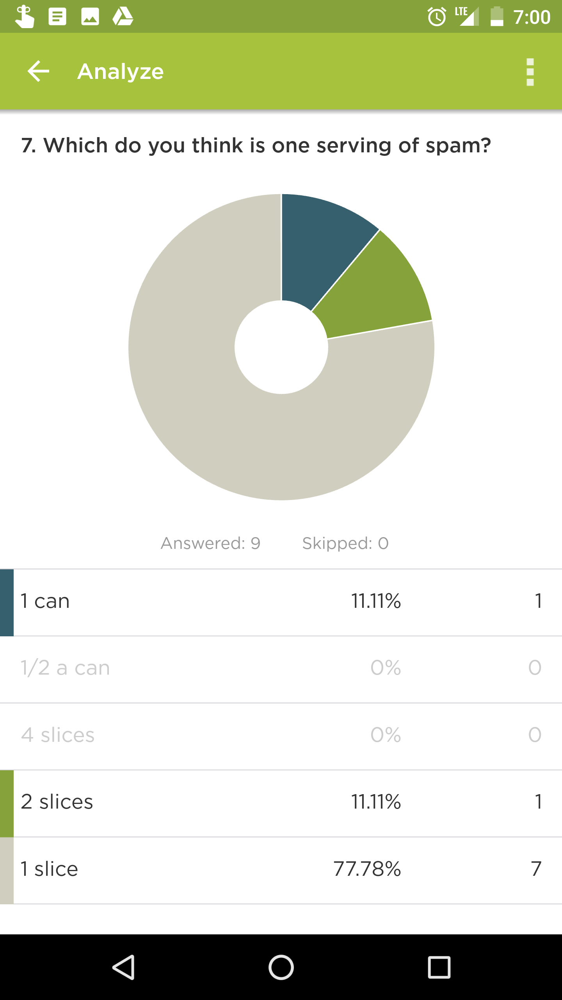 LTE 7:00
Analyze
7. Which do you think is one serving of spam?
Answered: 9 Skipped: 0
1 can 11.11% 1
1/2 a can 0% 0
4 slices 0% 0
2 slices 11.11% 1
1 slice 77.78% 7